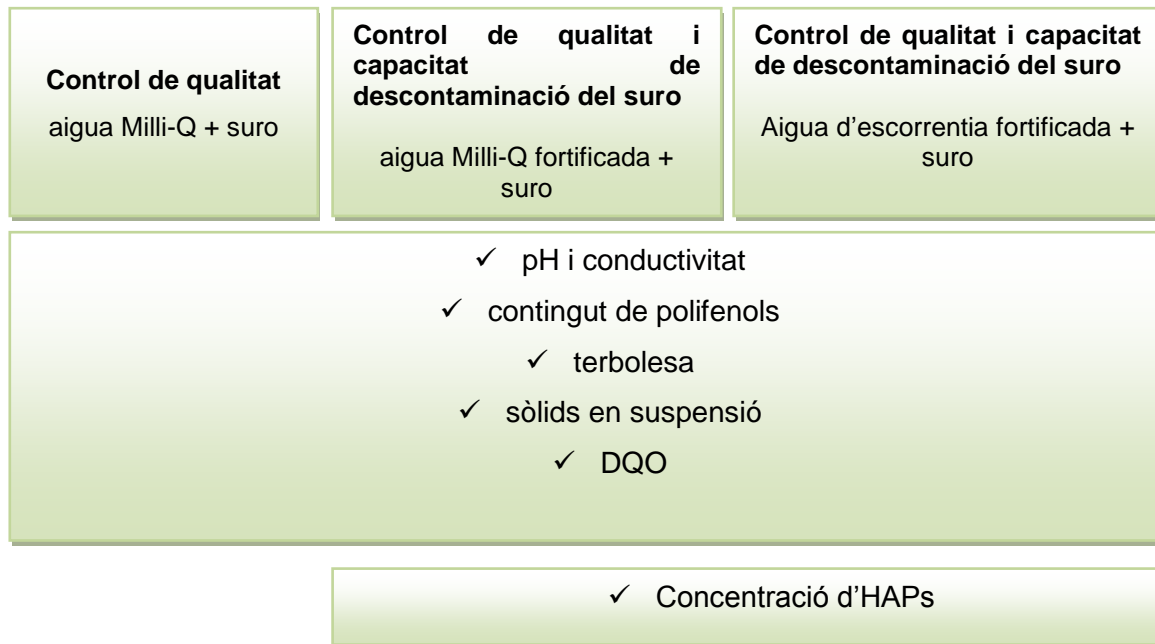 Control de qualitat
aigua Milli-Q + suro
Control de qualitat i
capacitat de
descontaminació del suro
aigua Milli-Q fortificada +
suro
Control de qualitat i capacitat
de descontaminació del suro
Aigua d’escorrentia fortificada +
suro
✓ pH i conductivitat
✓ contingut de polifenols
✓ terbolesa
✓ sòlids en suspensió
✓ DQO
✓ Concentració d’HAPs